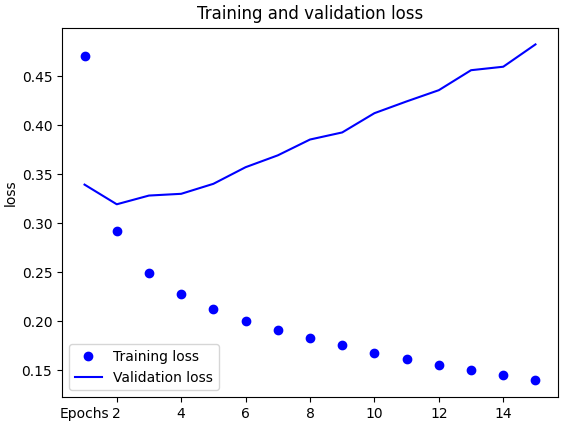 Training and validation loss
0.45
0.40
0.35
0.30
0.25
0.20
0.15
loss
Training loss
Validation loss
Epochs 2 4 6 8 10 12 14